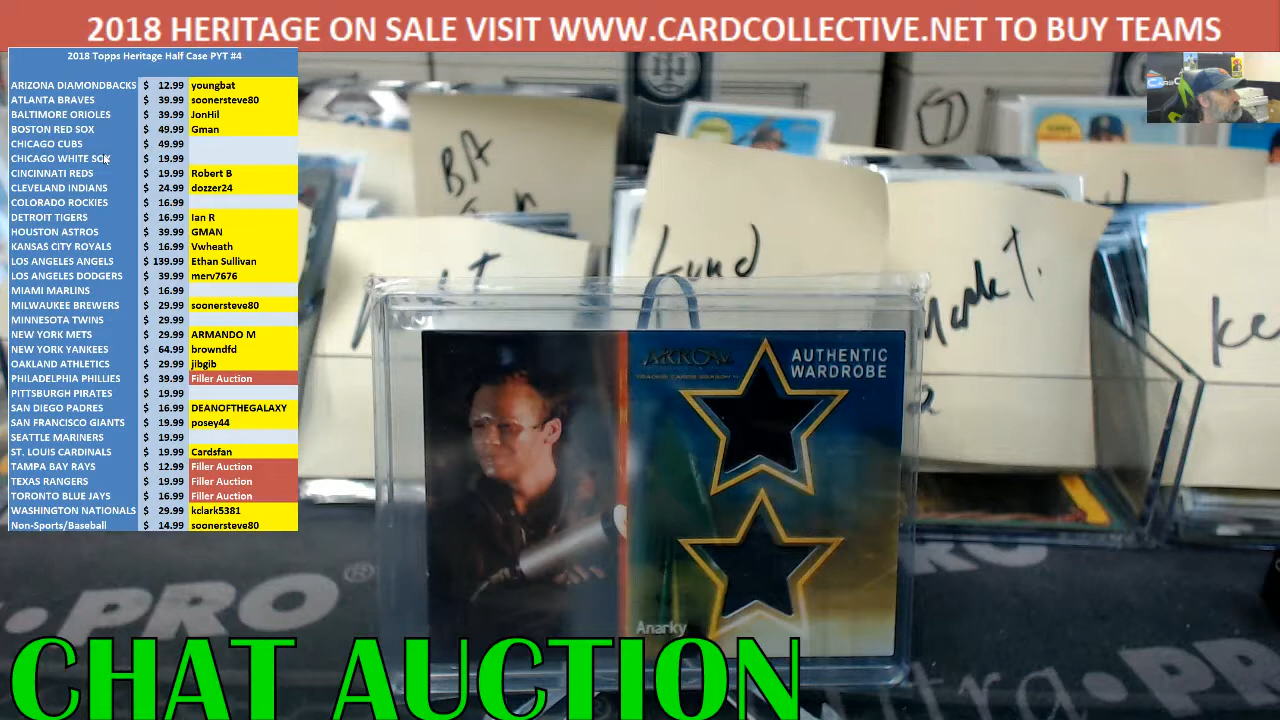 2018 HERITAGE ON SALE VISIT WWW.CARDCOLLECTIVE.NET TO BUY TEAMS
2018 Topps Heritage Half Case PYT #4
ARIZONA DIAMONDBACKS $ 12.99 youngbat
ATLANTA BRAVES $ 39.99 soonersteve80
BALTIMORE ORIOLES $ 24.99 JonHil
BOSTON RED SOX $ 49.99 Gman
CHICAGO CUBS $ 49.99
CHICAGO WHITE SOX $ 19.99
CINCINNATI REDS $ 19.99 Robert B
CLEVELAND INDIANS $ 24.99 dozzer24
COLORADO ROCKIES $ 16.99
DETROIT TIGERS $ 16.99 Ian R
HOUSTON ASTROS $ 39.99 GMAN
KANSAS CITY ROYALS $ 16.99 Vwheath
LOS ANGELES ANGELS $ 139.99 Ethan Sullivan
LOS ANGELES DODGERS $ 39.99 merv7676
MIAMI MARLINS $ 16.99
MILWAUKEE BREWERS $ 29.99 soonersteve80
MINNESOTA TWINS $ 29.99
NEW YORK METS $ 29.99 ARMANDO M
NEW YORK YANKEES $ 64.99 browndfd
OAKLAND ATHLETICS $ 29.99 jibgib
PHILADELPHIA PHILLIES $ 39.99 Filler Auction
PITTSBURGH PIRATES $ 19.99
SAN DIEGO PADRES $ 16.99 DEANOFTHEGALAXY
SAN FRANCISCO GIANTS $ 19.99 posey44
SEATTLE MARINERS $ 19.99
ST. LOUIS CARDINALS $ 19.99 Cardsfan
TAMPA BAY RAYS $ 12.99 Filler Auction
TEXAS RANGERS $ 19.99 Filler Auction
TORONTO BLUE JAYS $ 16.99 Filler Auction
WASHINGTON NATIONALS $ 29.99 kclark5381
Non-Sports/Baseball $ 14.99 soonersteve80
Lund
ARROW
AUTHENTIC
WARDROBE
Anarky
PRO®
CHAT AUCTION